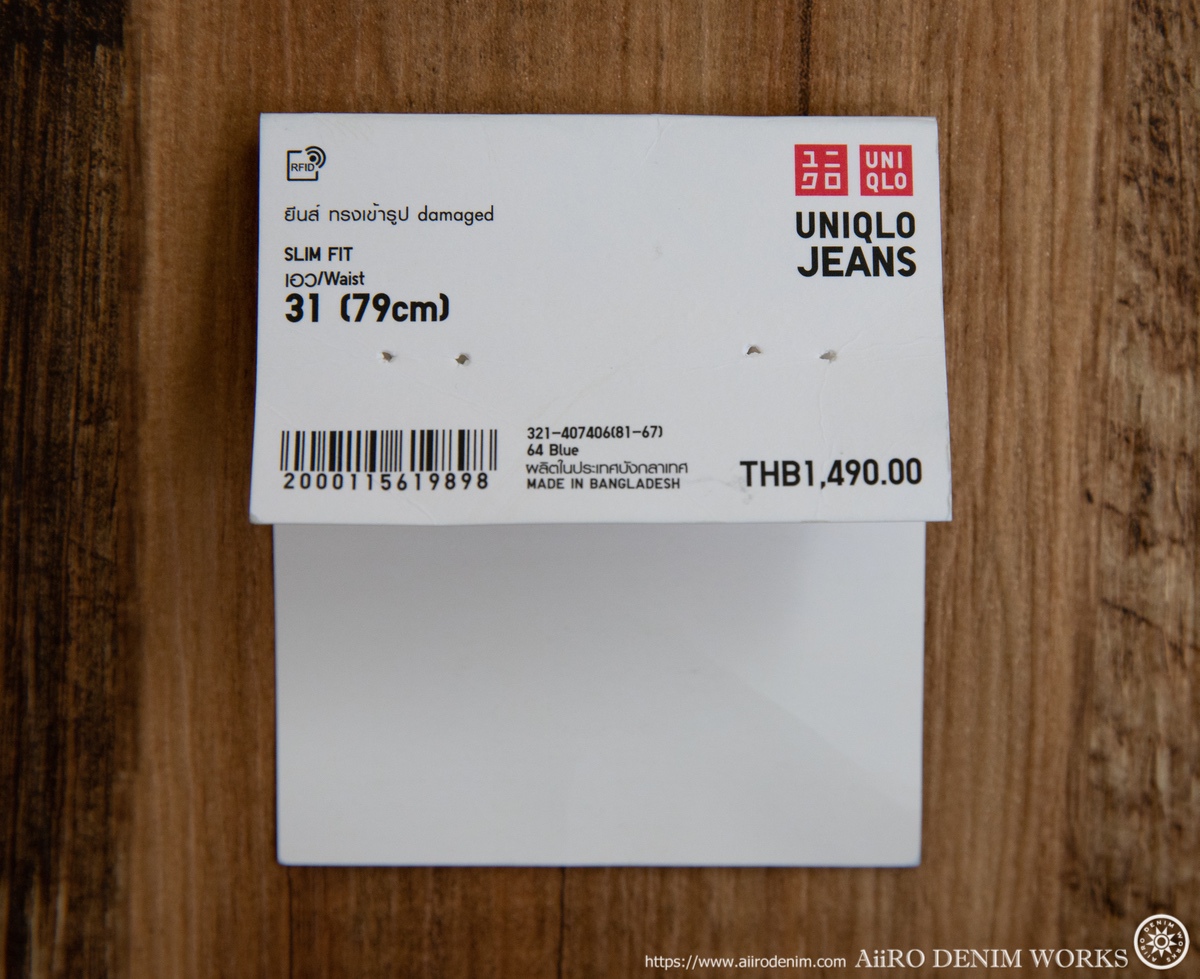 RFID
ยีนส์ ทรงเข้ารูป damaged
SLIM FIT
เอว/Waist
31 (79cm)
ユニ
クロ
UNI
QLO
UNIQLO
JEANS
2000115619898
321-407406(81-67)
64 Blue
ผลิตในประเทศบังกลาเทศ
MADE IN BANGLADESH
THB1,490.00
https://www.aiirodenim.com AiiRO DENIM WORKS
AIIRO DENIM WORKS